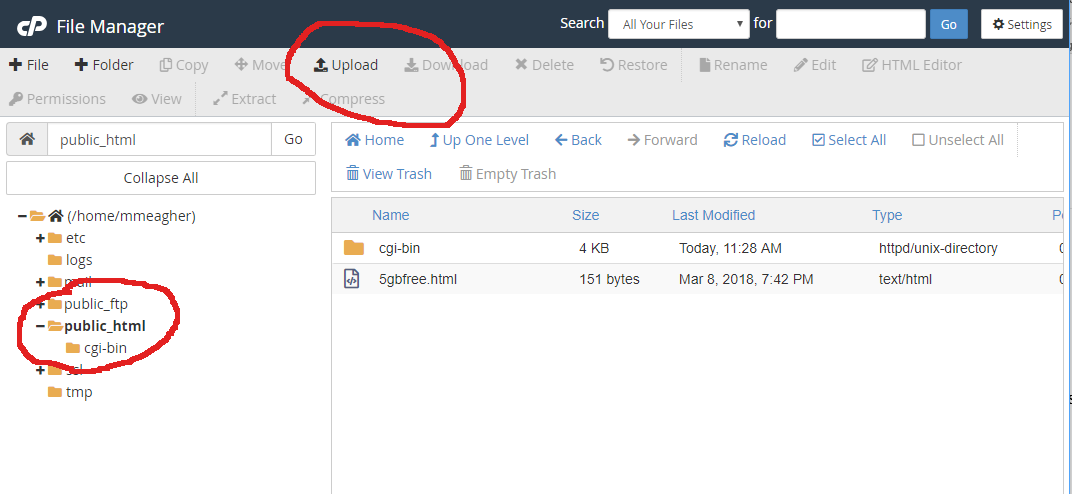 cP File Manager Search All Your Files for Go Settings
File Folder Copy Move Upload Download Delete Restore Rename Edit HTML Editor
Permissions View Extract Compress
public_html Go Home Up One Level Back Forward Reload Select All Unselect All
Collapse All View Trash Empty Trash
Name Size Last Modified Type
(/home/mmeagher)
etc cgi-bin 4 KB Today, 11:28 AM httpd/unix-directory
logs 5gbfree.html 151 bytes Mar 8, 2018, 7:42 PM text/html
mail
public_ftp
public_html
cgi-bin
ssl
tmp